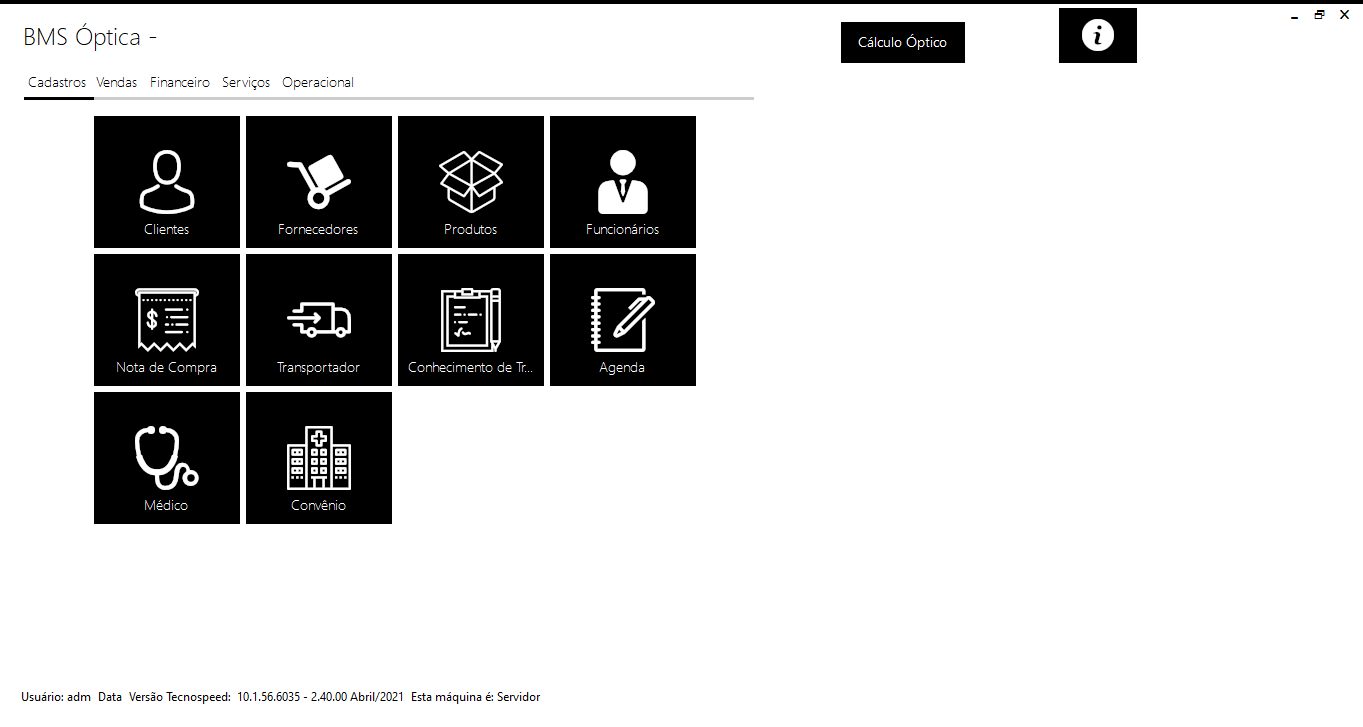 BMS Óptica -
Cálculo Óptico
Cadastros Vendas Financeiro Serviços Operacional
Clientes Fornecedores Produtos Funcionários
Nota de Compra Transportador Conhecimento de Tr... Agenda
Médico Convênio
Usuário: adm Data Versão Tecnospeed: 10.1.56.6035 - 2.40.00 Abril/2021 Esta máquina é: Servidor